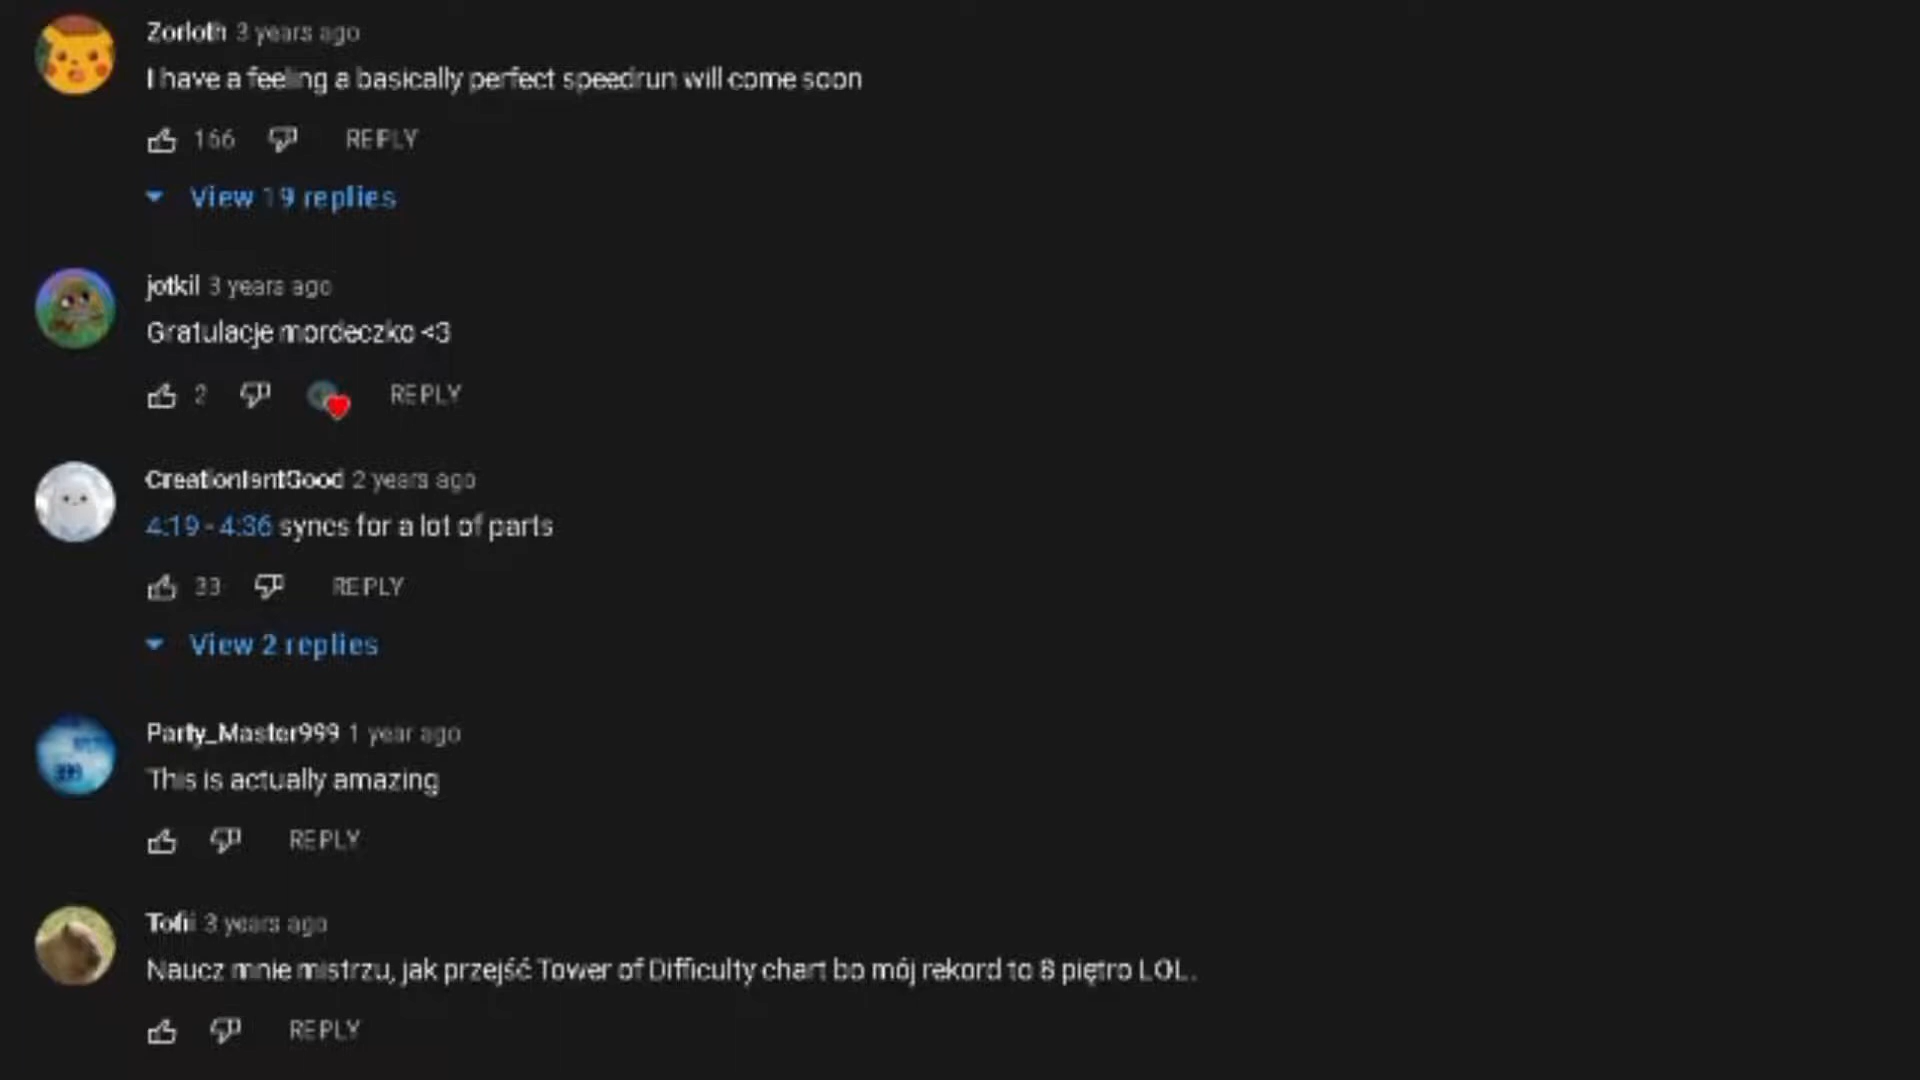 Zorloth 3 years ago
I have a feeling a basically perfect speedrun will come soon
166 REPLY
View 19 replies
jotkil 3 years ago
Gratulacje mordeczko <3
2 REPLY
CreationIsntGood 2 years ago
4:19 - 4:36 syncs for a lot of parts
33 REPLY
View 2 replies
Party_Master999 1 year ago
This is actually amazing
REPLY
Tofii 3 years ago
Naucz mnie mistrzu, jak przejść Tower of Difficulty chart bo mój rekord to 8 piętro LOL.
REPLY